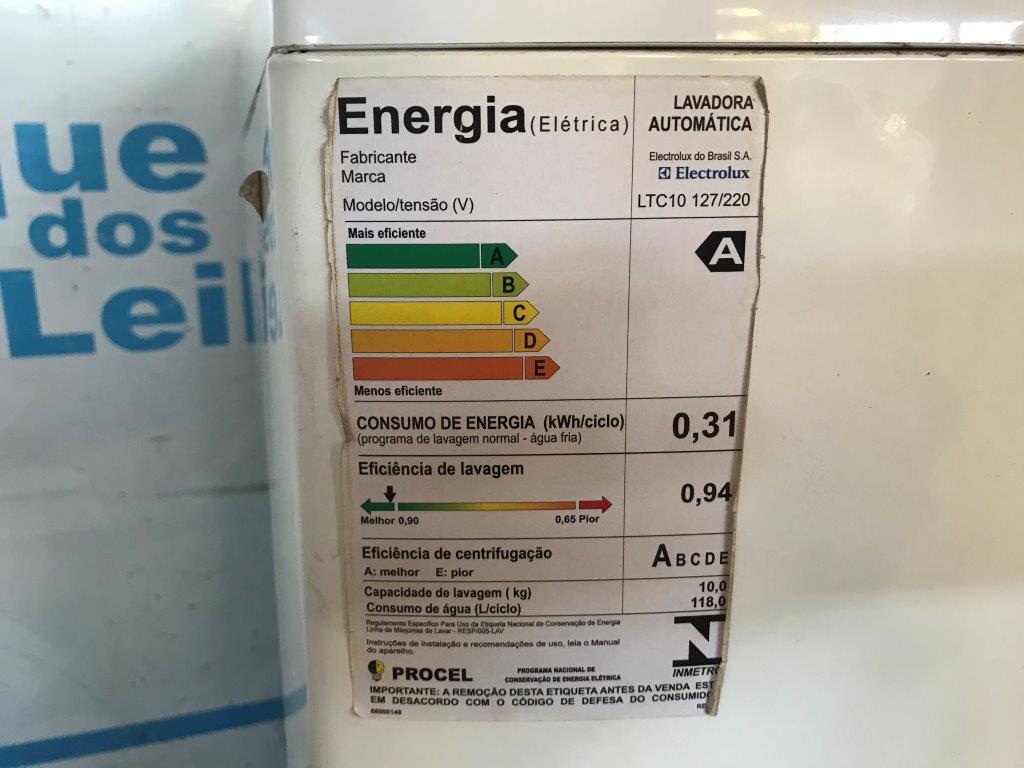 que
dos
Leil
Energia (Elétrica)
LAVADORA
AUTOMÁTICA
Fabricante
Electrolux do Brasil S.A.
Marca
Electrolux
Modelo/tensão (V)
LTC10 127/220
Mais eficiente
A
A
B
C
D
E
Menos eficiente
CONSUMO DE ENERGIA (kWh/ciclo)
0,31
(programa de lavagem normal - água fria)
Eficiência de lavagem
0,94
Melhor 0,90
0,65 Pior
Eficiência de centrifugação
A B C D E
A: melhor E: pior
Capacidade de lavagem ( kg)
10,0
Consumo de água (L/ciclo)
118,0
Regulamento Específico Para Uso da Etiqueta Nacional de Conservação de Energia
Linha de Máquinas de Lavar - RESP/005-LAV
Instruções de instalação e recomendações de uso, leia o Manual
do aparelho.
INMETRO
PROCEL
PROGRAMA NACIONAL DE
CONSERVAÇÃO DE ENERGIA ELÉTRICA
IMPORTANTE: A REMOÇÃO DESTA ETIQUETA ANTES DA VENDA EST
EM DESACORDO COM O CÓDIGO DE DEFESA DO CONSUMIDO
68000148